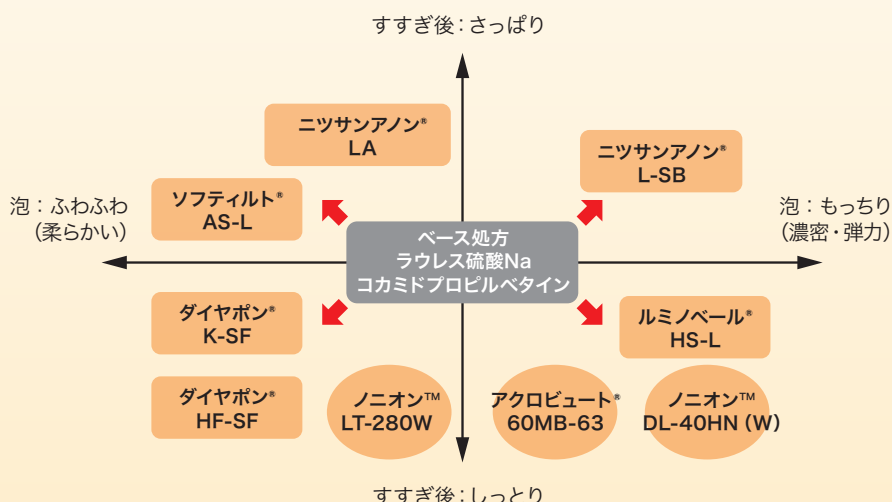 すすぎ後：さっぱり
ニツサンアノン®
LA
ニツサンアノン®
L-SB
泡：ふわふわ
（柔らかい）
ソフティルト®
AS-L
泡：もっちり
（濃密・弾力）
ベース処方
ラウレス硫酸Na
コカミドプロピルベタイン
ダイヤポン®
K-SF
ルミノベール®
HS-L
ダイヤポン®
HF-SF
ノニオン™
LT-280W
アクロビュート®
60MB-63
ノニオン™
DL-40HN（W）
すすぎ後：しっとり